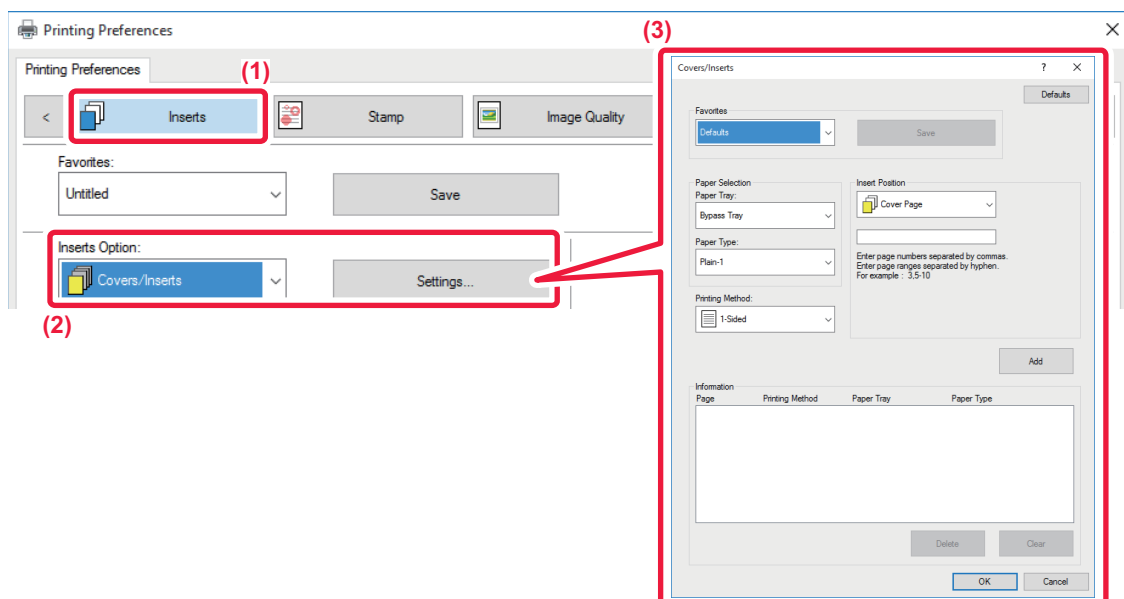 Printing Preferences
(3)
Printing Preferences
(1)
< Inserts Stamp Image Quality
Favorites:
Untitled Save
Inserts Option:
Covers/Inserts Settings...
(2)
Covers/Inserts ?
Defaults
Favorites
Defaults Save
Paper Selection
Paper Tray:
Bypass Tray
Paper Type:
Plain-1
Printing Method:
1-Sided
Insert Position
Cover Page
Enter page numbers separated by commas.
Enter page ranges separated by hyphen.
For example : 3,5-10
Add
Information
Page Printing Method Paper Tray Paper Type
Delete Clear
OK Cancel